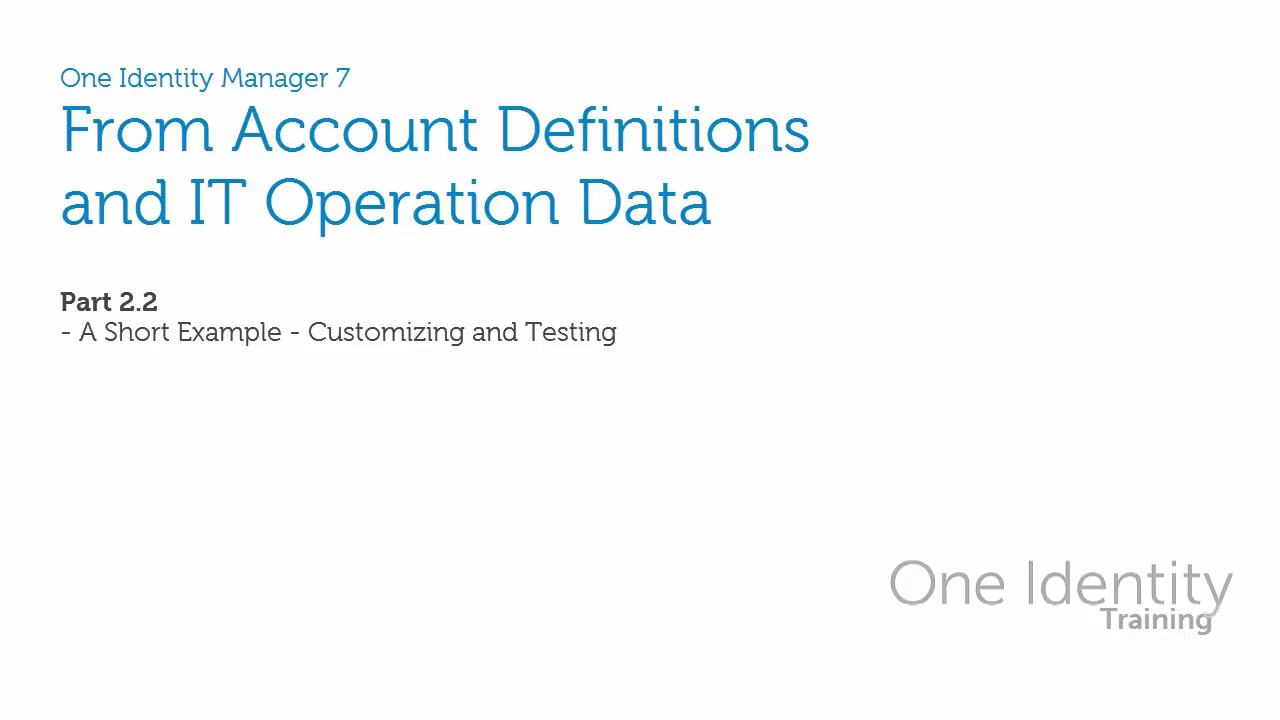 One Identity Manager 7
From Account Definitions
and IT Operation Data
Part 2.2
- A Short Example - Customizing and Testing
One Identity
Training